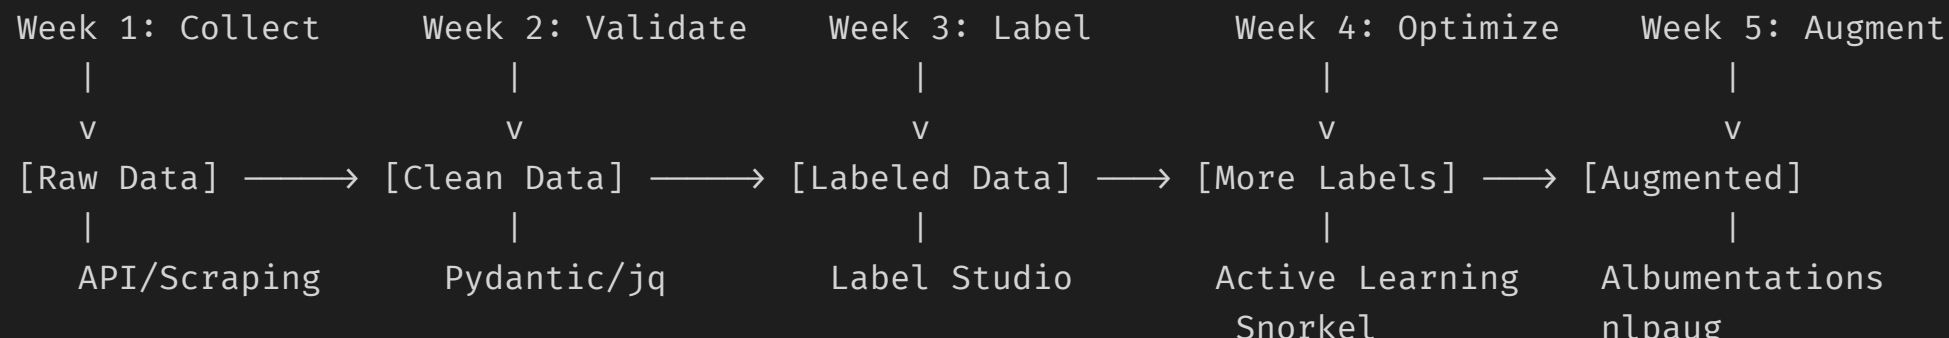 Week 1: Collect     Week 2: Validate    Week 3: Label       Week 4: Optimize    Week 5: Augment
   |                    |                   |                   |                   |
   v                    v                   v                   v                   v
[Raw Data] ─────> [Clean Data] ─────> [Labeled Data] ───> [More Labels] ───> [Augmented]
   |                    |                   |                   |                   |
   API/Scraping      Pydantic/jq        Label Studio       Active Learning    Albumentations
                                                            Snorkel           nlpaug